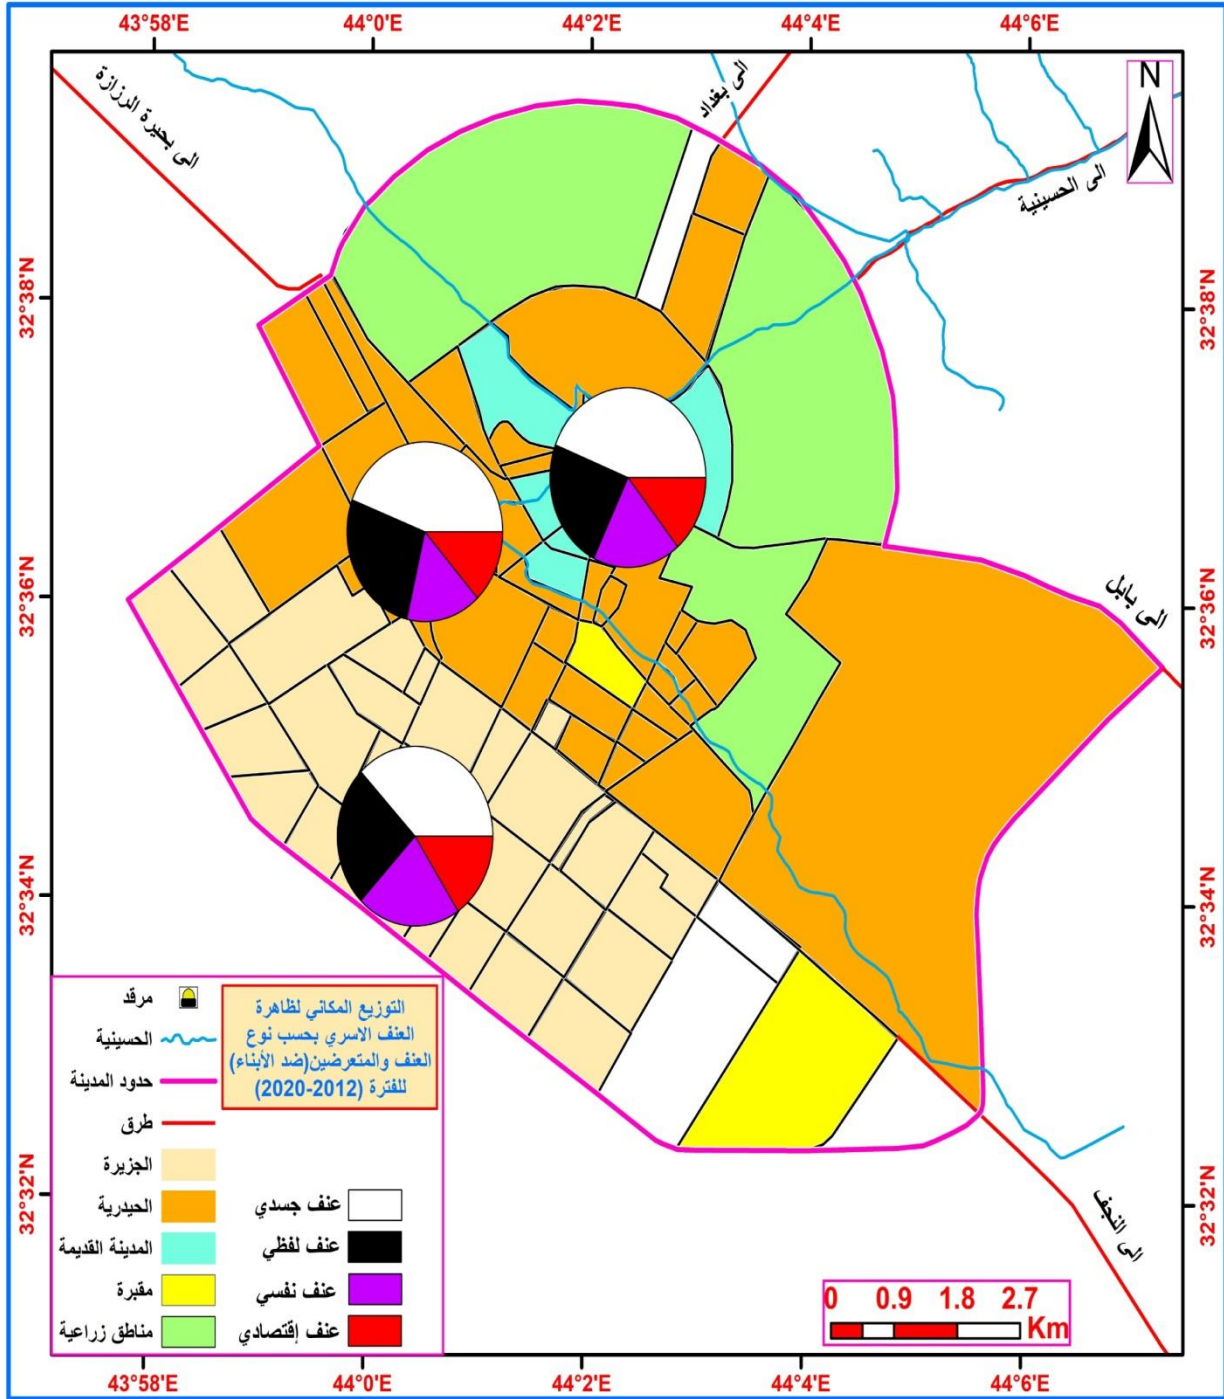 43°58'E
44°0'E
44°2'E
44°4'E
44°6'E
الى بحيرة الرزازة
الى بغداد
الى الحسينية
N
32°38'N
32°38'N
32°36'N
32°36'N
الى بابل
32°34'N
32°34'N
32°32'N
32°32'N
الى النجف
التوزيع المكاني لظاهرة
العنف الاسري بحسب نوع
العنف والمتعرضين(ضد الأبناء)
للفترة (2012-2020)
مرقد
الحسينية
حدود المدينة
طرق
الجزيرة
الحيدرية
المدينة القديمة
مقبرة
مناطق زراعية
عنف جسدي
عنف لفظي
عنف نفسي
عنف إقتصادي
0 0.9 1.8 2.7
Km
43°58'E
44°0'E
44°2'E
44°4'E
44°6'E